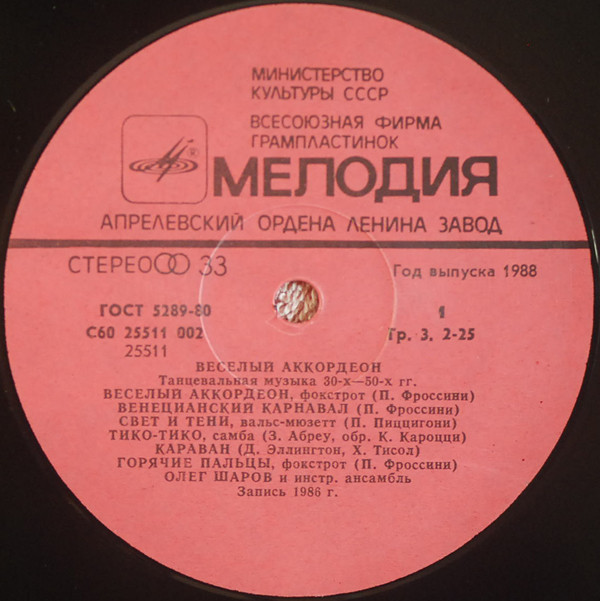 МИНИСТЕРСТВО
КУЛЬТУРЫ СССР
ВСЕСОЮЗНАЯ ФИРМА
ГРАМПЛАСТИНОК
®
МЕЛОДИЯ
АПРЕЛЕВСКИЙ ОРДЕНА ЛЕНИНА ЗАВОД
СТЕРЕО 33
Год выпуска 1988
ГОСТ 5289-80
1
С60 25511 002
Гр. 3. 2-25
25511
ВЕСЕЛЫЙ АККОРДЕОН
Танцевальная музыка 30-х—50-х гг.
ВЕСЕЛЫЙ АККОРДЕОН, фокстрот (П. Фроссини)
ВЕНЕЦИАНСКИЙ КАРНАВАЛ (П. Фроссини)
СВЕТ И ТЕНИ, вальс-мюзетт (П. Пиццигони)
ТИКО-ТИКО, самба (З. Абреу, обр. К. Кароцци)
КАРАВАН (Д. Эллингтон, Х. Тисол)
ГОРЯЧИЕ ПАЛЬЦЫ, фокстрот (П. Фроссини)
ОЛЕГ ШАРОВ и инстр. ансамбль
Запись 1986 г.